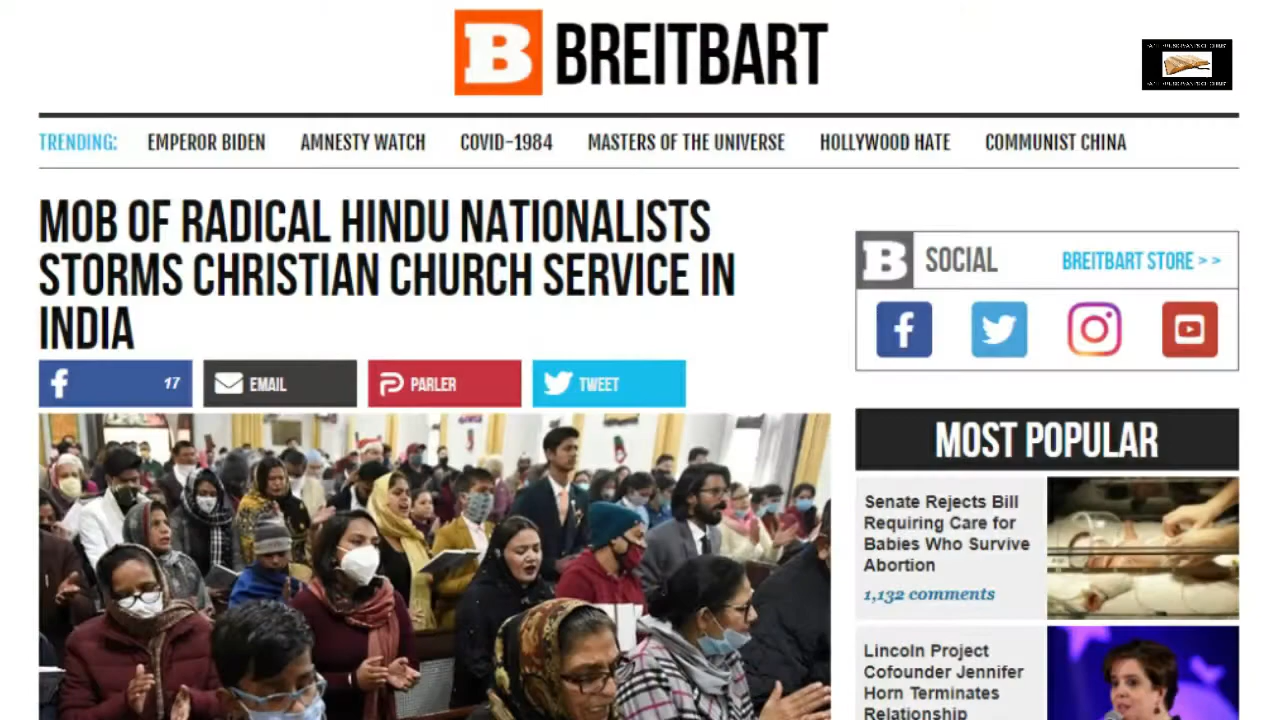 B BREITBART
TRENDING: EMPEROR BIDEN AMNESTY WATCH COVID-1984 MASTERS OF THE UNIVERSE HOLLYWOOD HATE COMMUNIST CHINA
MOB OF RADICAL HINDU NATIONALISTS
STORMS CHRISTIAN CHURCH SERVICE IN
INDIA
17 EMAIL PARLER TWEET
B SOCIAL BREITBART STORE > >
MOST POPULAR
Senate Rejects Bill
Requiring Care for
Babies Who Survive
Abortion
1,132 comments
Lincoln Project
Cofounder Jennifer
Horn Terminates
Relationship